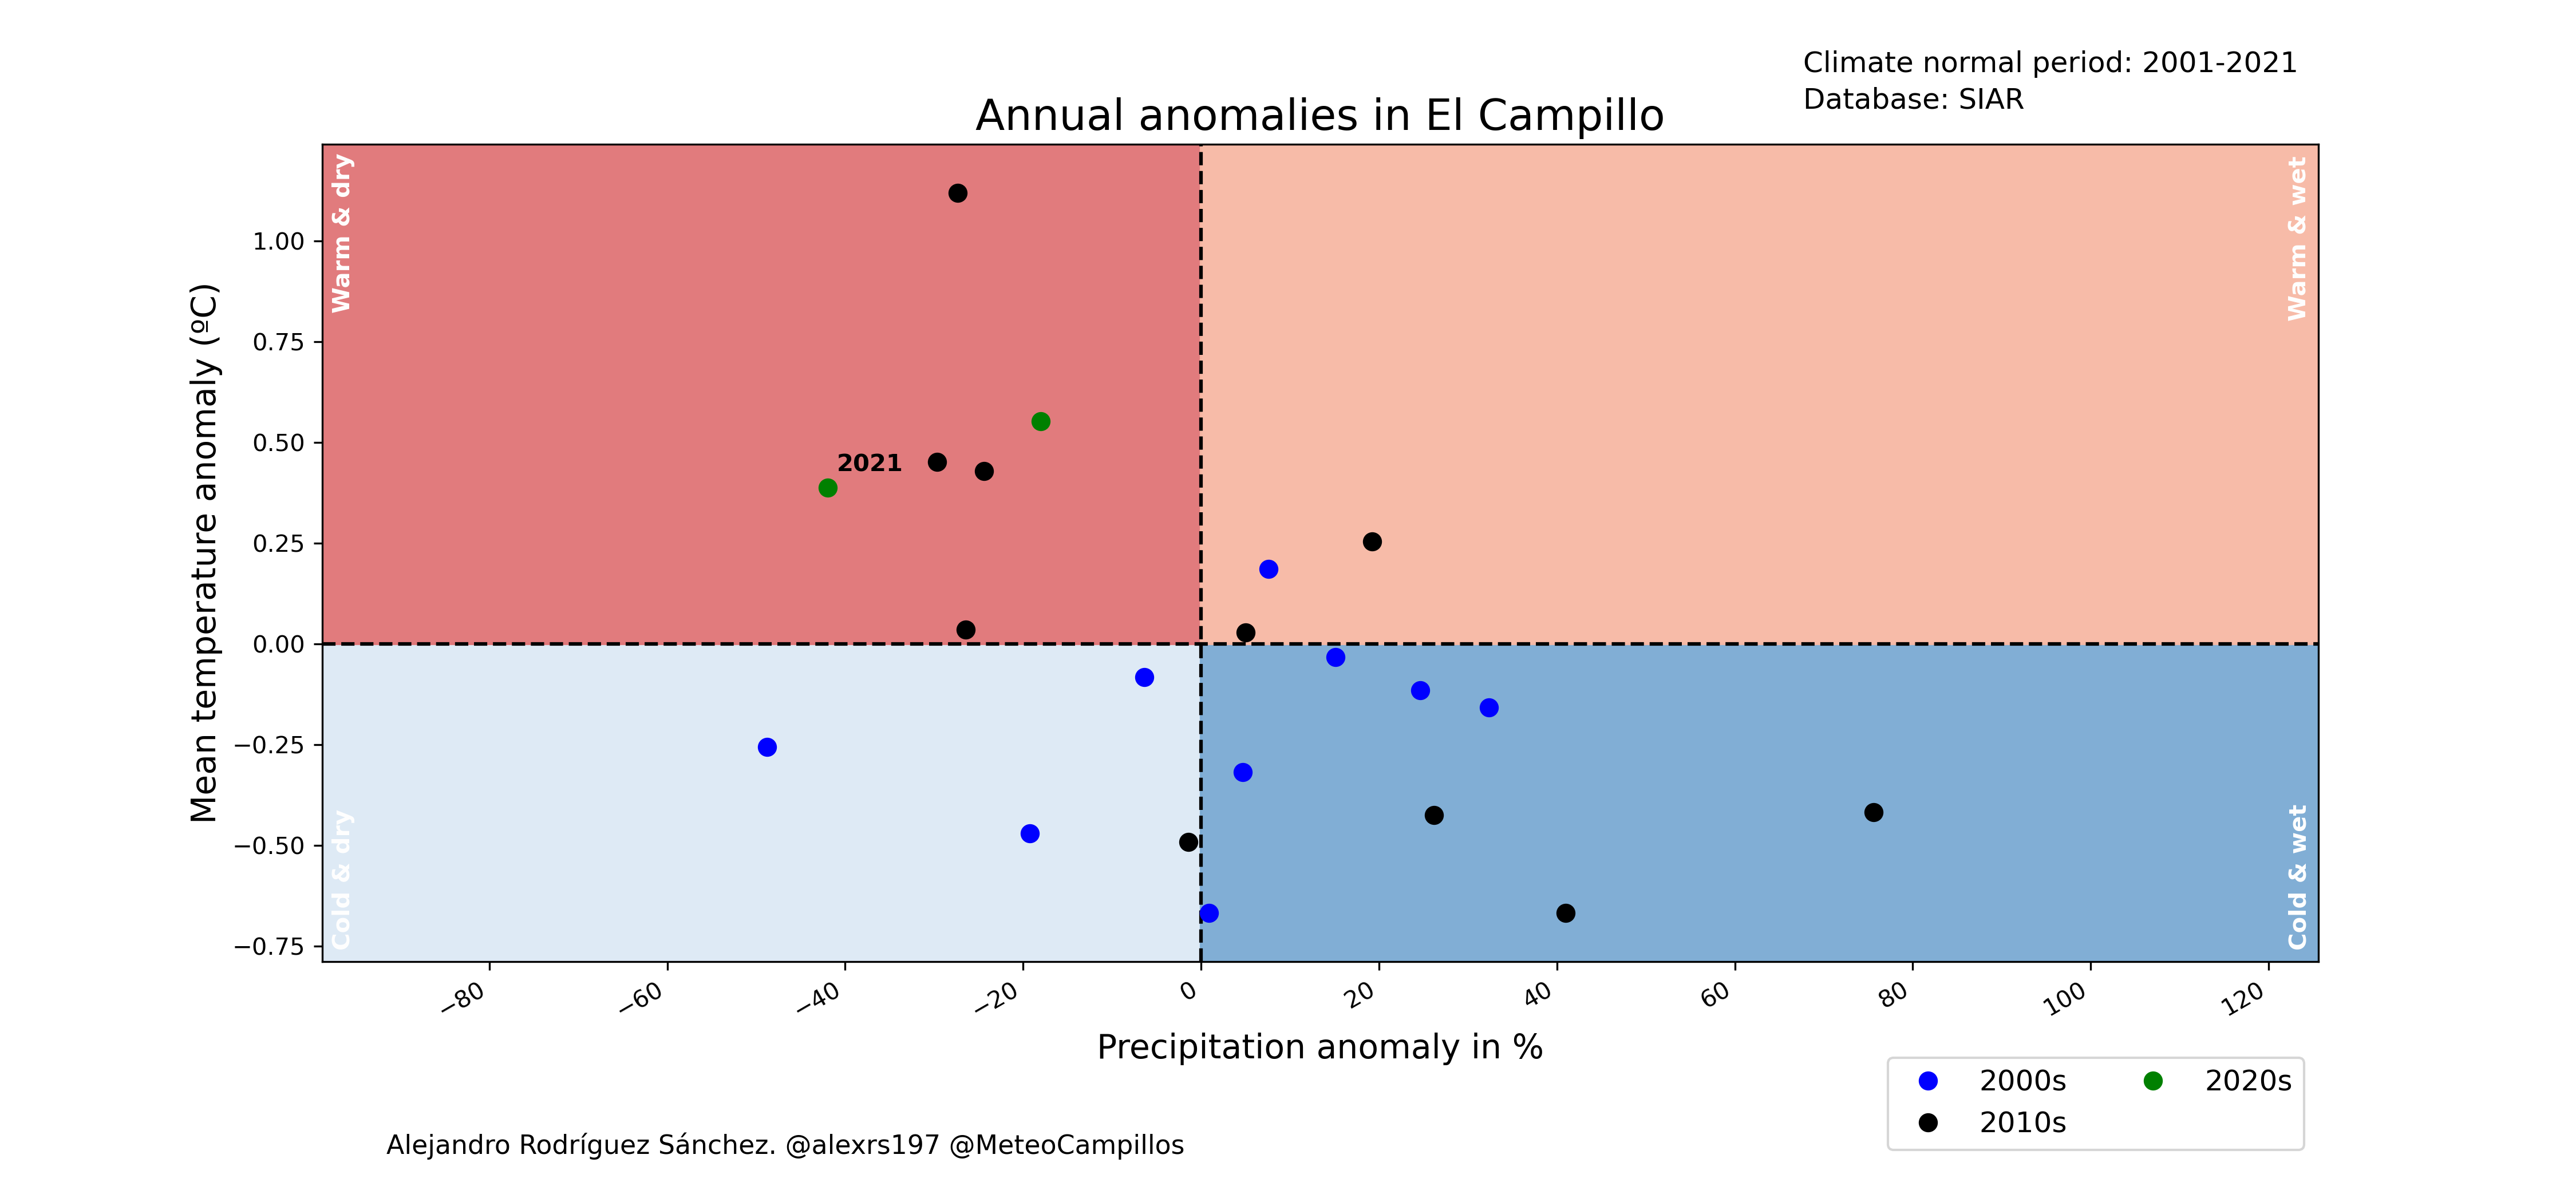 Climate normal period: 2001-2021
Database: SIAR
Annual anomalies in El Campillo
Warm & dry
Warm & wet
Mean temperature anomaly (ºC)
1.00
0.75
0.50
0.25
0.00
−0.25
−0.50
−0.75
2021
Cold & dry
Cold & wet
−80
−60
−40
−20
0
20
40
60
80
100
120
Precipitation anomaly in %
2000s
2010s
2020s
Alejandro Rodríguez Sánchez. @alexrs197 @MeteoCampillos